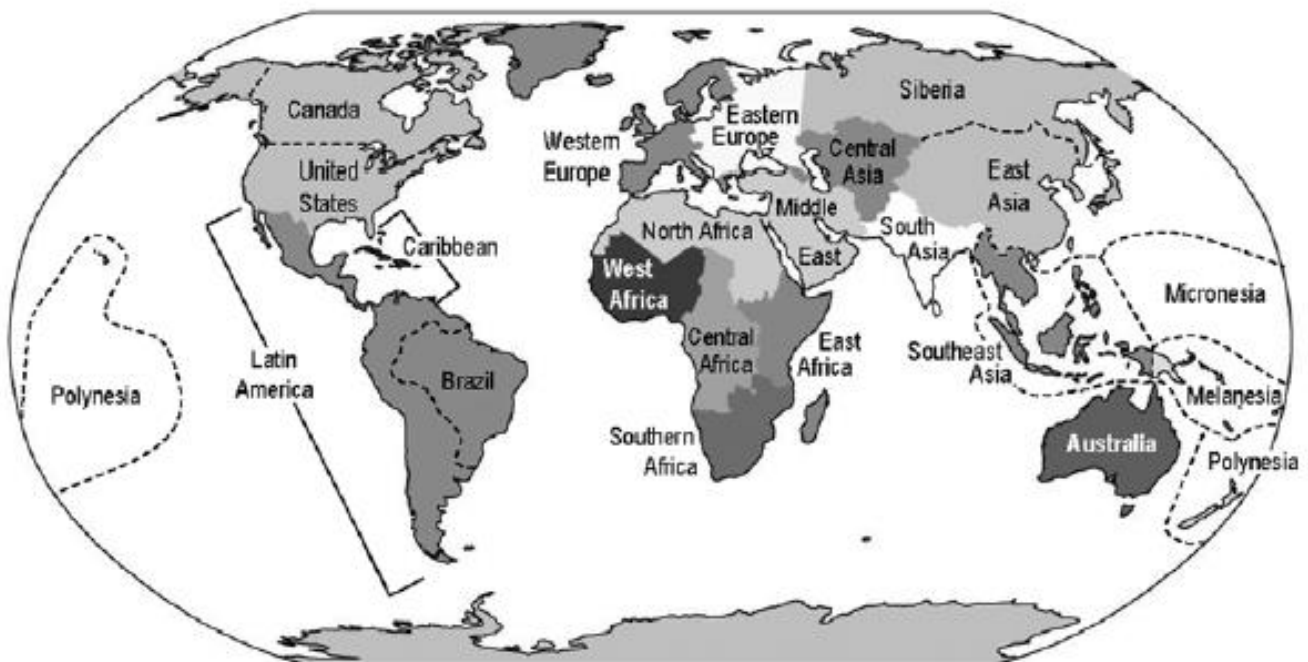 Canada
United
States
Caribbean
Latin
America
Brazil
Polynesia
Western
Europe
Eastern
Europe
Siberia
Central
Asia
East
Asia
Middle
East
South
Asia
North Africa
West
Africa
Central
Africa
East
Africa
Southern
Africa
Southeast
Asia
Micronesia
Melanesia
Australia
Polynesia